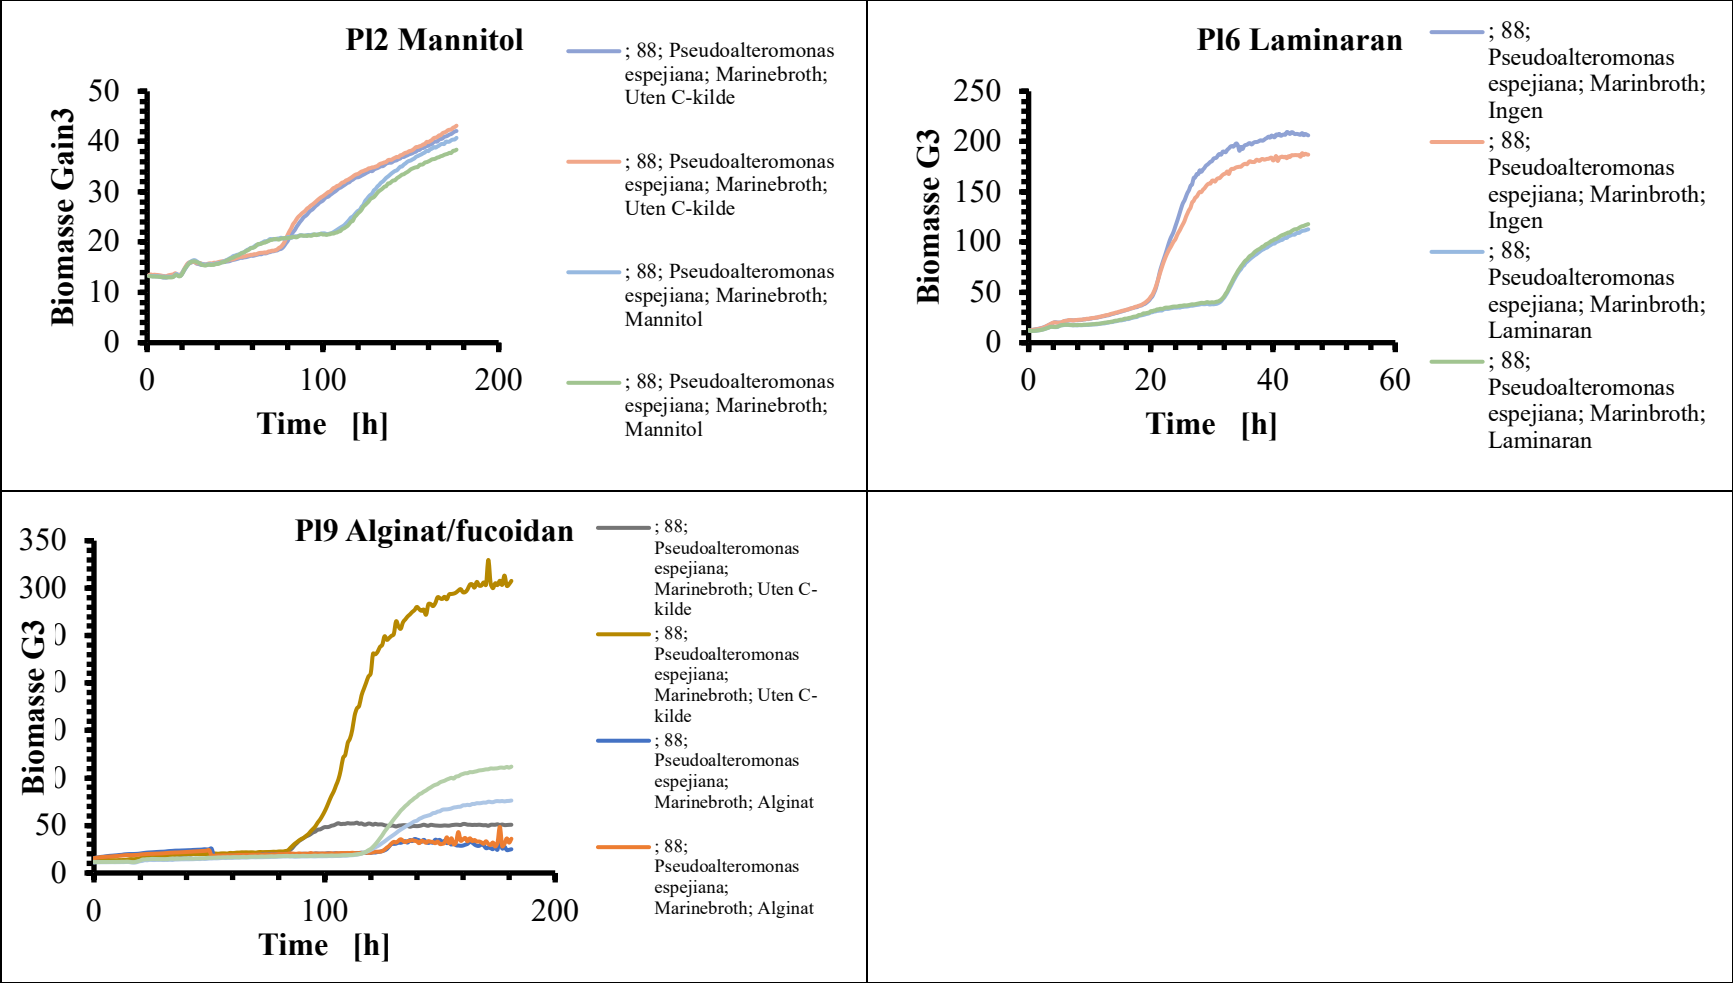 Pl2 Mannitol
; 88; Pseudoalteromonas
espejiana; Marinebroth;
Uten C-kilde
; 88; Pseudoalteromonas
espejiana; Marinebroth;
Uten C-kilde
; 88; Pseudoalteromonas
espejiana; Marinebroth;
Mannitol
; 88; Pseudoalteromonas
espejiana; Marinebroth;
Mannitol
Biomasse Gain3
50
40
30
20
10
0
0 100 200
Time [h]
Pl6 Laminaran
; 88;
Pseudoalteromonas
espejiana; Marinbroth;
Ingen
; 88;
Pseudoalteromonas
espejiana; Marinbroth;
Ingen
; 88;
Pseudoalteromonas
espejiana; Marinbroth;
Laminaran
; 88;
Pseudoalteromonas
espejiana; Marinbroth;
Laminaran
Biomasse G3
250
200
150
100
50
0
0 20 40 60
Time [h]
Pl9 Alginat/fucoidan
; 88;
Pseudoalteromonas
espejiana;
Marinebroth; Uten C-
kilde
; 88;
Pseudoalteromonas
espejiana;
Marinebroth; Uten C-
kilde
; 88;
Pseudoalteromonas
espejiana;
Marinebroth; Alginat
; 88;
Pseudoalteromonas
espejiana;
Marinebroth; Alginat
Biomasse G3
350
300
50
0
0 100 200
Time [h]